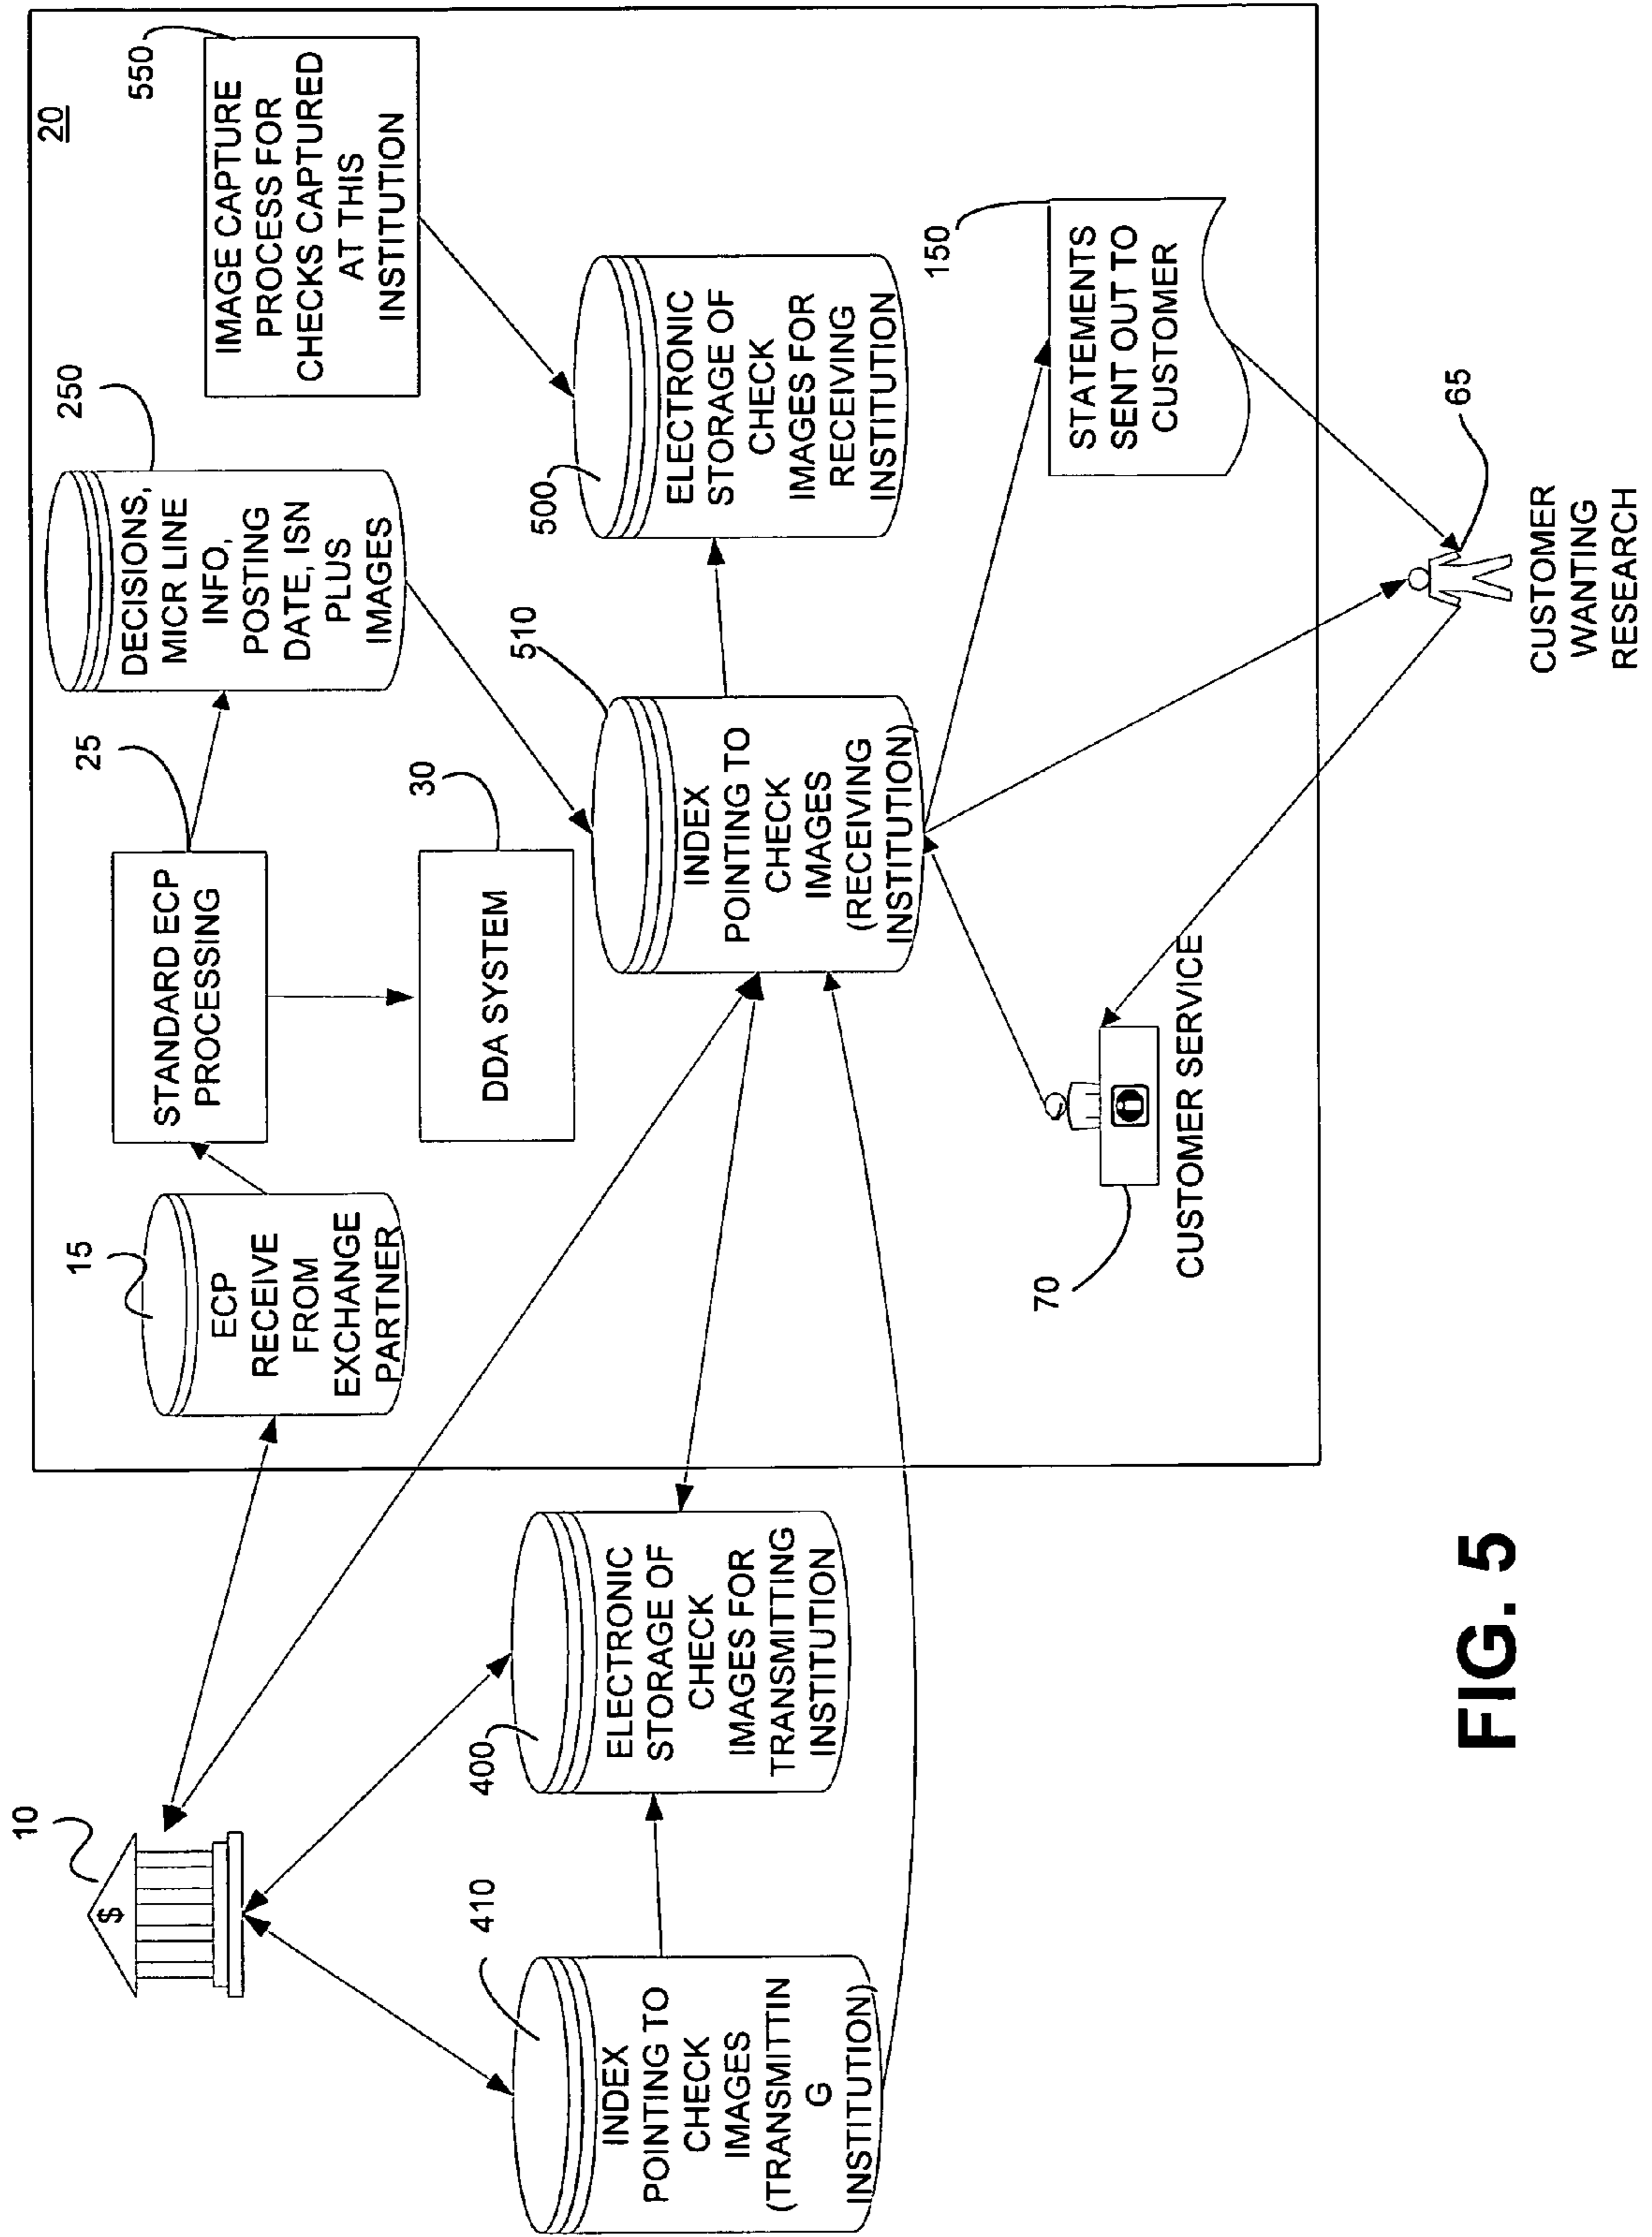 20
550
IMAGE CAPTURE
PROCESS FOR
CHECKS CAPTURED
AT THIS
INSTITUTION
250
DECISIONS,
MICR LINE
INFO,
POSTING
DATE, ISN
PLUS
IMAGES
25
STANDARD ECP
PROCESSING
15
ECP
RECEIVE
FROM
EXCHANGE
PARTNER
10
$
30
DDA SYSTEM
500
ELECTRONIC
STORAGE OF
CHECK
IMAGES FOR
RECEIVING
INSTITUTION
510
INDEX
POINTING TO
CHECK
IMAGES
(RECEIVING
INSTITUTION)
400
ELECTRONIC
STORAGE OF
CHECK
IMAGES FOR
TRANSMITTING
INSTITUTION
410
INDEX
POINTING TO
CHECK
IMAGES
(TRANSMITTIN
G
INSTITUTION)
150
STATEMENTS
SENT OUT TO
CUSTOMER
70
i
CUSTOMER SERVICE
65
CUSTOMER
WANTING
RESEARCH
FIG. 5